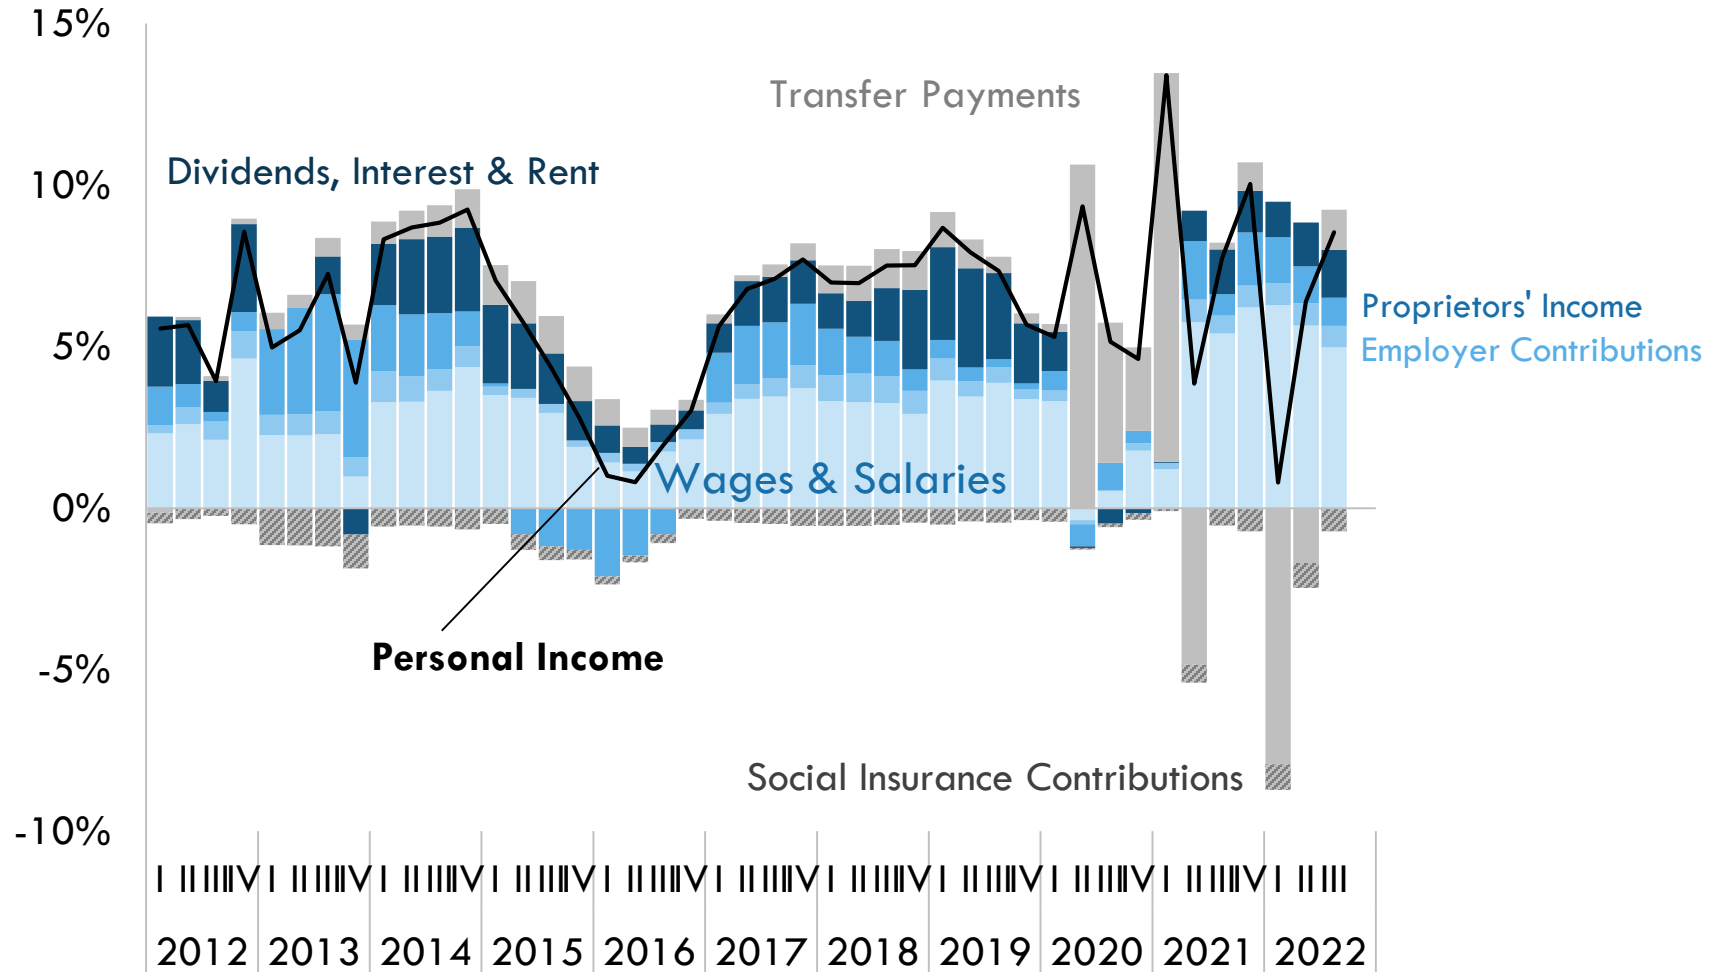 15%
Transfer Payments
Dividends, Interest & Rent
10%
Proprietors' Income
5%
Employer Contributions
Wages & Salaries
0%
Personal Income
-5%
Social Insurance Contributions
-10%
I II III IV I II III IV I II III IV I II III IV I II III IV I II III IV I II III IV I II III IV I II III IV I II III IV I II III
2012 2013 2014 2015 2016 2017 2018 2019 2020 2021 2022